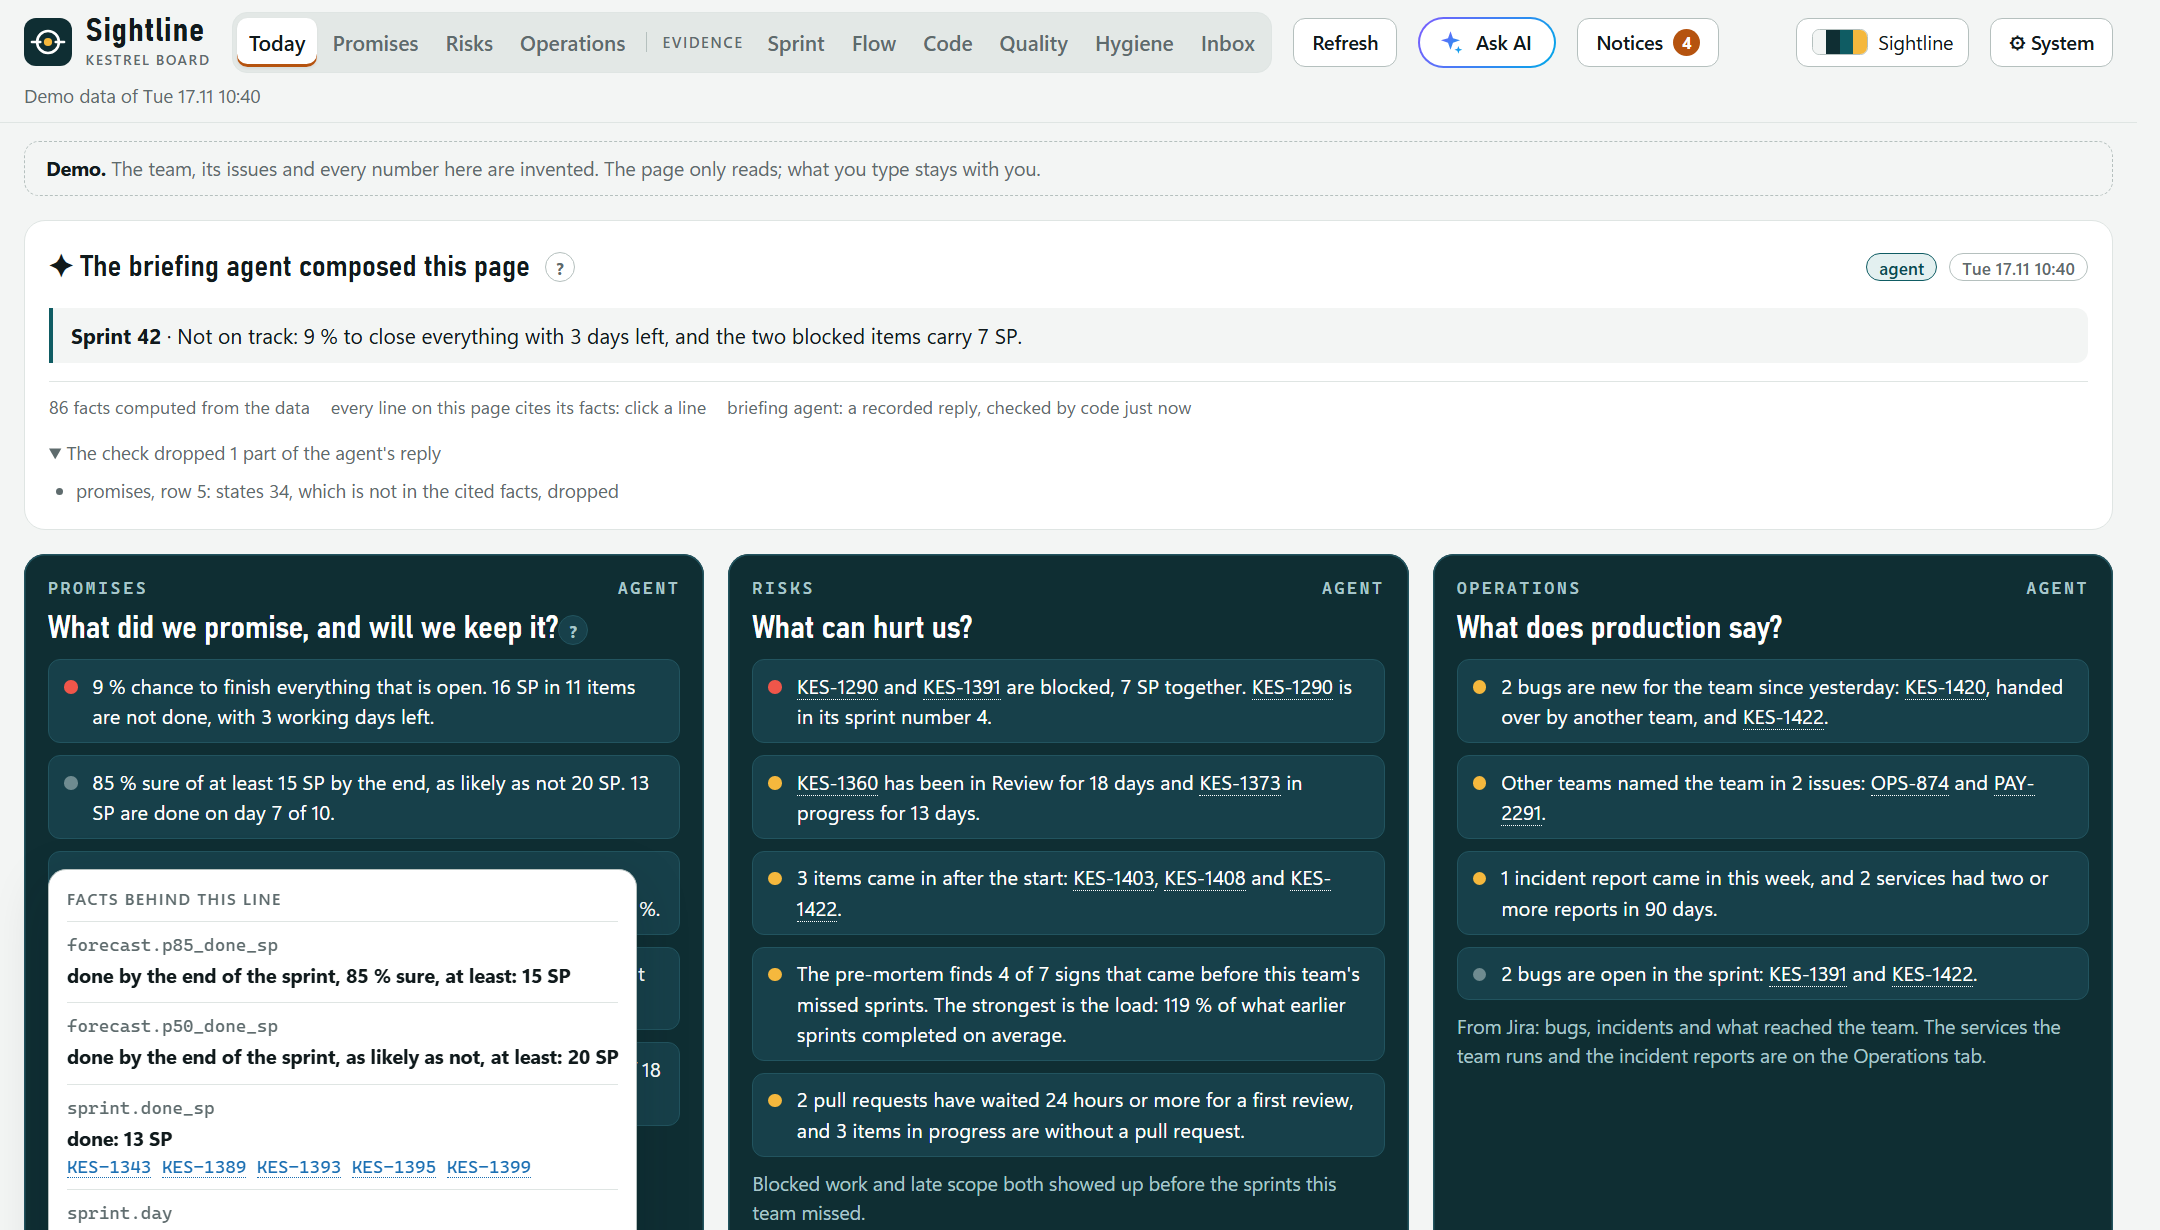 Sightline
KESTREL BOARD
Today
Promises
Risks
Operations
EVIDENCE
Sprint
Flow
Code
Quality
Hygiene
Inbox
Refresh
Ask AI
Notices 4
Sightline
System
Demo data of Tue 17.11 10:40
Demo. The team, its issues and every number here are invented. The page only reads; what you type stays with you.
The briefing agent composed this page ?
agent
Tue 17.11 10:40
Sprint 42 · Not on track: 9 % to close everything with 3 days left, and the two blocked items carry 7 SP.
86 facts computed from the data
every line on this page cites its facts: click a line
briefing agent: a recorded reply, checked by code just now
▼ The check dropped 1 part of the agent's reply
• promises, row 5: states 34, which is not in the cited facts, dropped
PROMISES
AGENT
What did we promise, and will we keep it? ?
9 % chance to finish everything that is open. 16 SP in 11 items
are not done, with 3 working days left.
85 % sure of at least 15 SP by the end, as likely as not 20 SP. 13
SP are done on day 7 of 10.
%.
t
18
FACTS BEHIND THIS LINE
forecast.p85_done_sp
done by the end of the sprint, 85 % sure, at least: 15 SP
forecast.p50_done_sp
done by the end of the sprint, as likely as not, at least: 20 SP
sprint.done_sp
done: 13 SP
KES-1343 KES-1389 KES-1393 KES-1395 KES-1399
sprint.day
RISKS
AGENT
What can hurt us?
KES-1290 and KES-1391 are blocked, 7 SP together. KES-1290 is
in its sprint number 4.
KES-1360 has been in Review for 18 days and KES-1373 in
progress for 13 days.
3 items came in after the start: KES-1403, KES-1408 and KES-
1422.
The pre-mortem finds 4 of 7 signs that came before this team's
missed sprints. The strongest is the load: 119 % of what earlier
sprints completed on average.
2 pull requests have waited 24 hours or more for a first review,
and 3 items in progress are without a pull request.
Blocked work and late scope both showed up before the sprints this
team missed.
OPERATIONS
AGENT
What does production say?
2 bugs are new for the team since yesterday: KES-1420, handed
over by another team, and KES-1422.
Other teams named the team in 2 issues: OPS-874 and PAY-
2291.
1 incident report came in this week, and 2 services had two or
more reports in 90 days.
2 bugs are open in the sprint: KES-1391 and KES-1422.
From Jira: bugs, incidents and what reached the team. The services the
team runs and the incident reports are on the Operations tab.